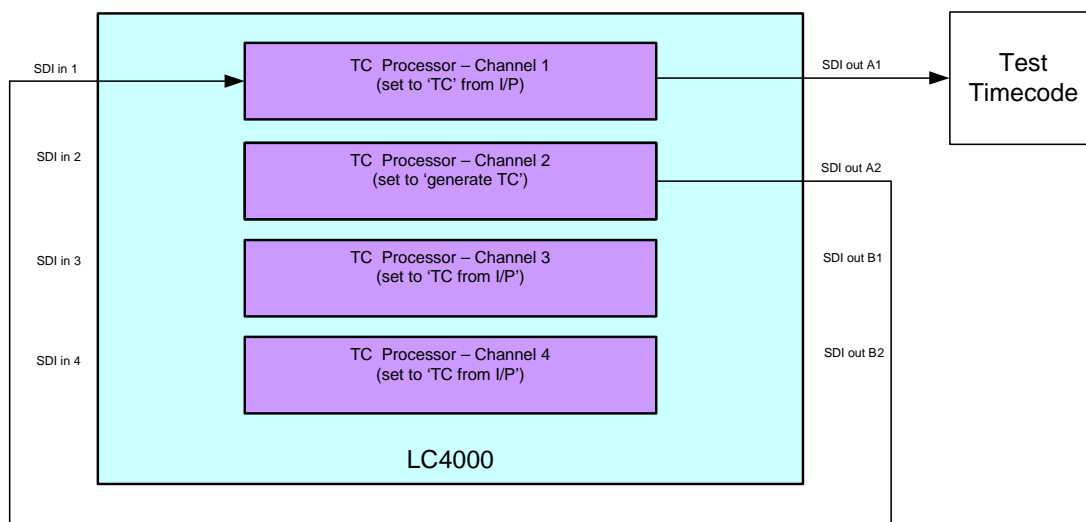 SDI in 1
TC Processor – Channel 1
(set to 'TC' from I/P)
SDI out A1
Test
Timecode
SDI in 2
TC Processor – Channel 2
(set to 'generate TC')
SDI out A2
SDI in 3
TC Processor – Channel 3
(set to 'TC from I/P')
SDI out B1
SDI in 4
TC Processor – Channel 4
(set to 'TC from I/P')
SDI out B2
LC4000